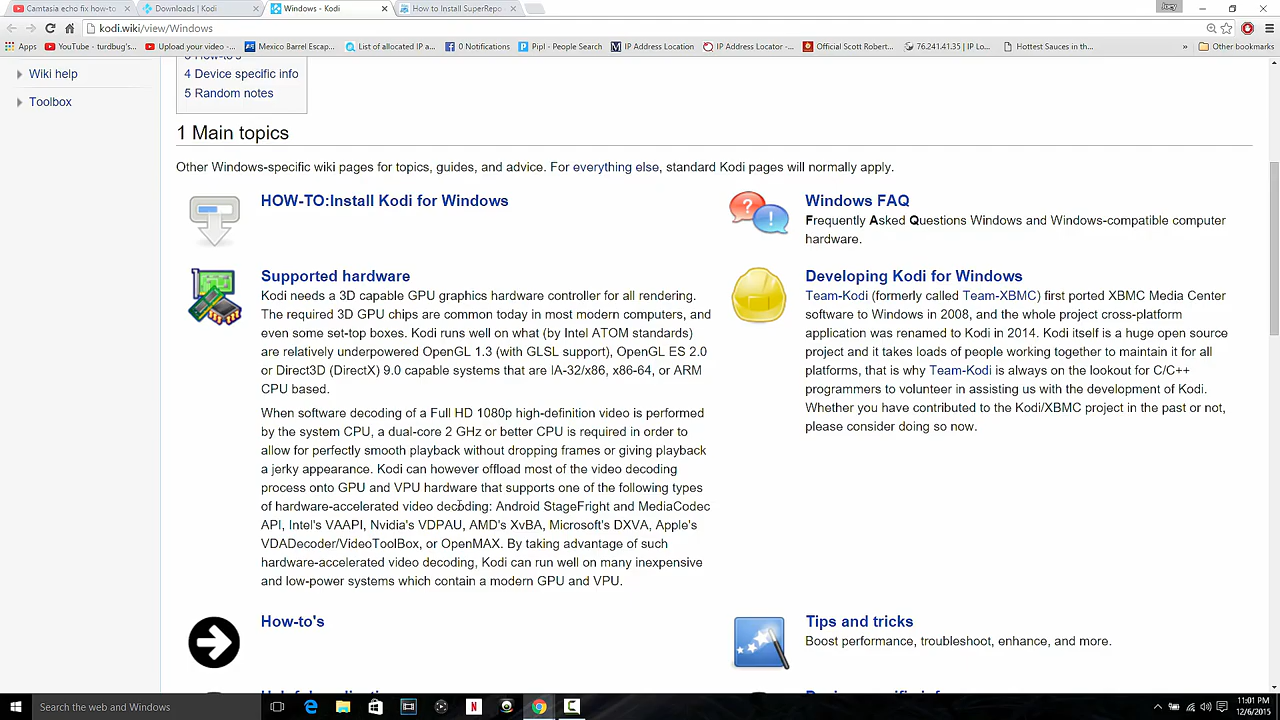 Camtasia echo fix how-to
Downloads | Kodi
Windows - Kodi
How to Install SuperRepo
kodi.wiki/view/Windows
Apps
YouTube - turdbug's...
Upload your video -...
Mexico Barrel Escap...
List of allocated IP a...
0 Notifications
Pipl - People Search
IP Address Location
IP Address Locator -...
Official Scott Robert...
76.241.41.35 | IP Lo...
Hottest Sauces in th...
»
Other bookmarks
Wiki help
Toolbox
4 Device specific info
5 Random notes
1 Main topics
Other Windows-specific wiki pages for topics, guides, and advice. For everything else, standard Kodi pages will normally apply.
HOW-TO:Install Kodi for Windows
Windows FAQ
Frequently Asked Questions Windows and Windows-compatible computer
hardware.
Supported hardware
Kodi needs a 3D capable GPU graphics hardware controller for all rendering.
The required 3D GPU chips are common today in most modern computers, and
even some set-top boxes. Kodi runs well on what (by Intel ATOM standards)
are relatively underpowered OpenGL 1.3 (with GLSL support), OpenGL ES 2.0
or Direct3D (DirectX) 9.0 capable systems that are IA-32/x86, x86-64, or ARM
CPU based.
When software decoding of a Full HD 1080p high-definition video is performed
by the system CPU, a dual-core 2 GHz or better CPU is required in order to
allow for perfectly smooth playback without dropping frames or giving playback
a jerky appearance. Kodi can however offload most of the video decoding
process onto GPU and VPU hardware that supports one of the following types
of hardware-accelerated video decoding: Android StageFright and MediaCodec
API, Intel's VAAPI, Nvidia's VDPAU, AMD's XvBA, Microsoft's DXVA, Apple's
VDADecoder/VideoToolBox, or OpenMAX. By taking advantage of such
hardware-accelerated video decoding, Kodi can run well on many inexpensive
and low-power systems which contain a modern GPU and VPU.
Developing Kodi for Windows
Team-Kodi (formerly called Team-XBMC) first ported XBMC Media Center
software to Windows in 2008, and the whole project cross-platform
application was renamed to Kodi in 2014. Kodi itself is a huge open source
project and it takes loads of people working together to maintain it for all
platforms, that is why Team-Kodi is always on the lookout for C/C++
programmers to volunteer in assisting us with the development of Kodi.
Whether you have contributed to the Kodi/XBMC project in the past or not,
please consider doing so now.
How-to's
Tips and tricks
Boost performance, troubleshoot, enhance, and more.
Search the web and Windows
11:01 PM
12/6/2015